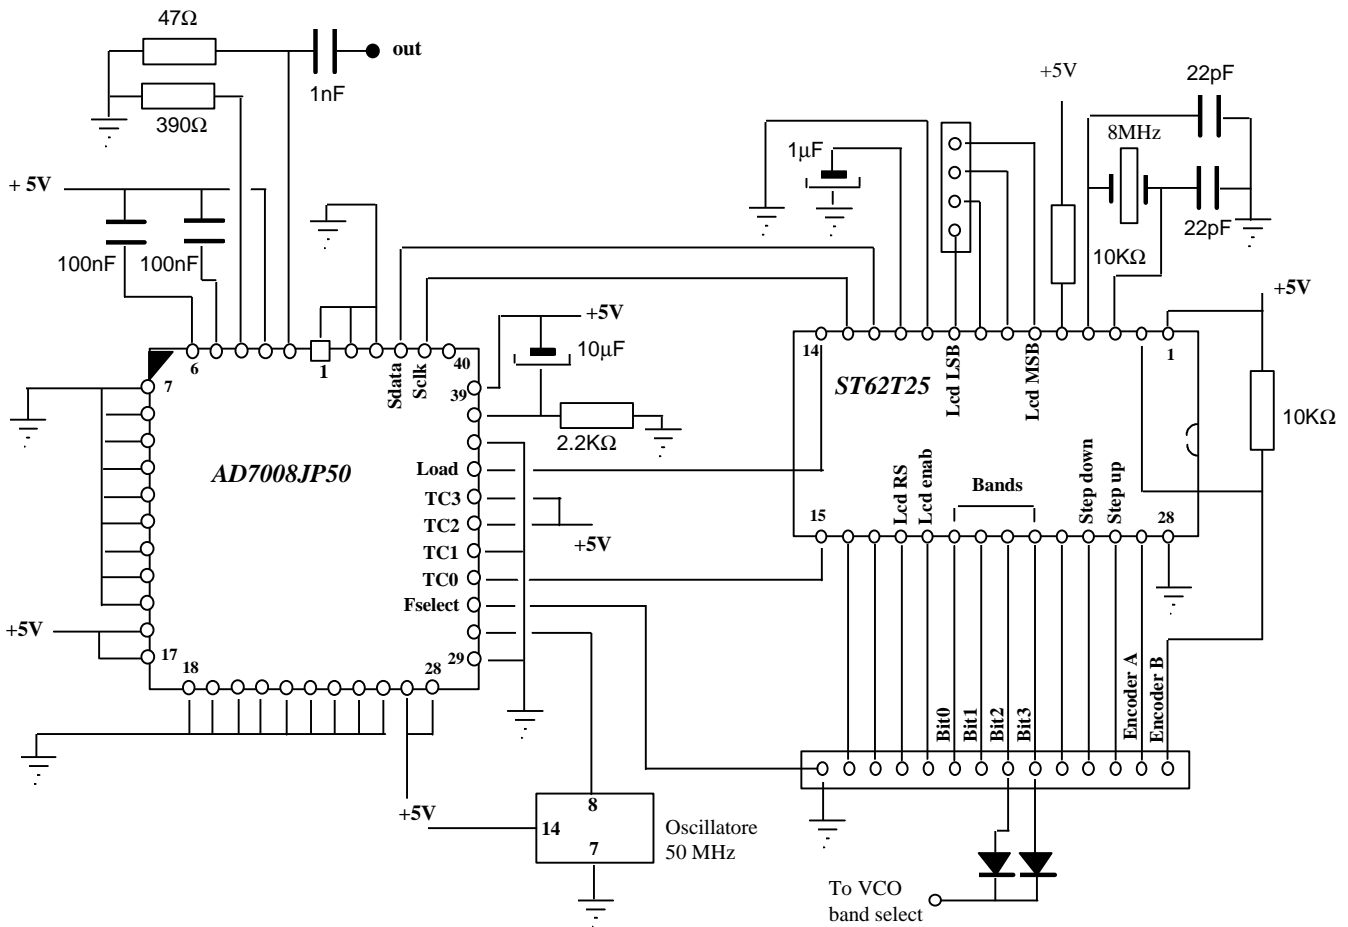 47Ω
out
1nF
390Ω
+ 5V
100nF
100nF
+5V
22pF
8MHz
1µF
22pF
10KΩ
+5V
+5V
10µF
6
1
Sdata
Sclk
40
39
7
2.2KΩ
AD7008JP50
Load
TC3
TC2
+5V
TC1
TC0
Fselect
+5V
17
18
28
29
14
Lcd LSB
Lcd MSB
1
ST62T25
10KΩ
15
Lcd RS
Lcd enab
Bands
Step down
Step up
28
Bit0
Bit1
Bit2
Bit3
Encoder A
Encoder B
+5V
8
14
7
Oscillatore
50 MHz
To VCO
band select